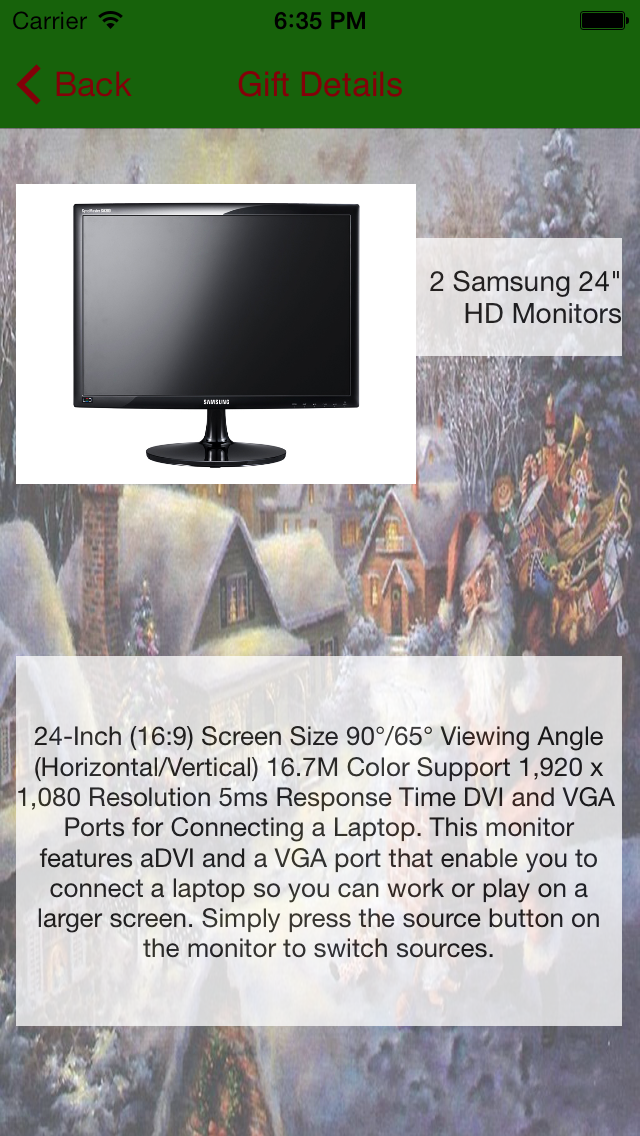 Carrier 6:35 PM
Back Gift Details
2 Samsung 24"
HD Monitors
SAMSUNG
24-Inch (16:9) Screen Size 90°/65° Viewing Angle
(Horizontal/Vertical) 16.7M Color Support 1,920 x
1,080 Resolution 5ms Response Time DVI and VGA
Ports for Connecting a Laptop. This monitor
features aDVI and a VGA port that enable you to
connect a laptop so you can work or play on a
larger screen. Simply press the source button on
the monitor to switch sources.